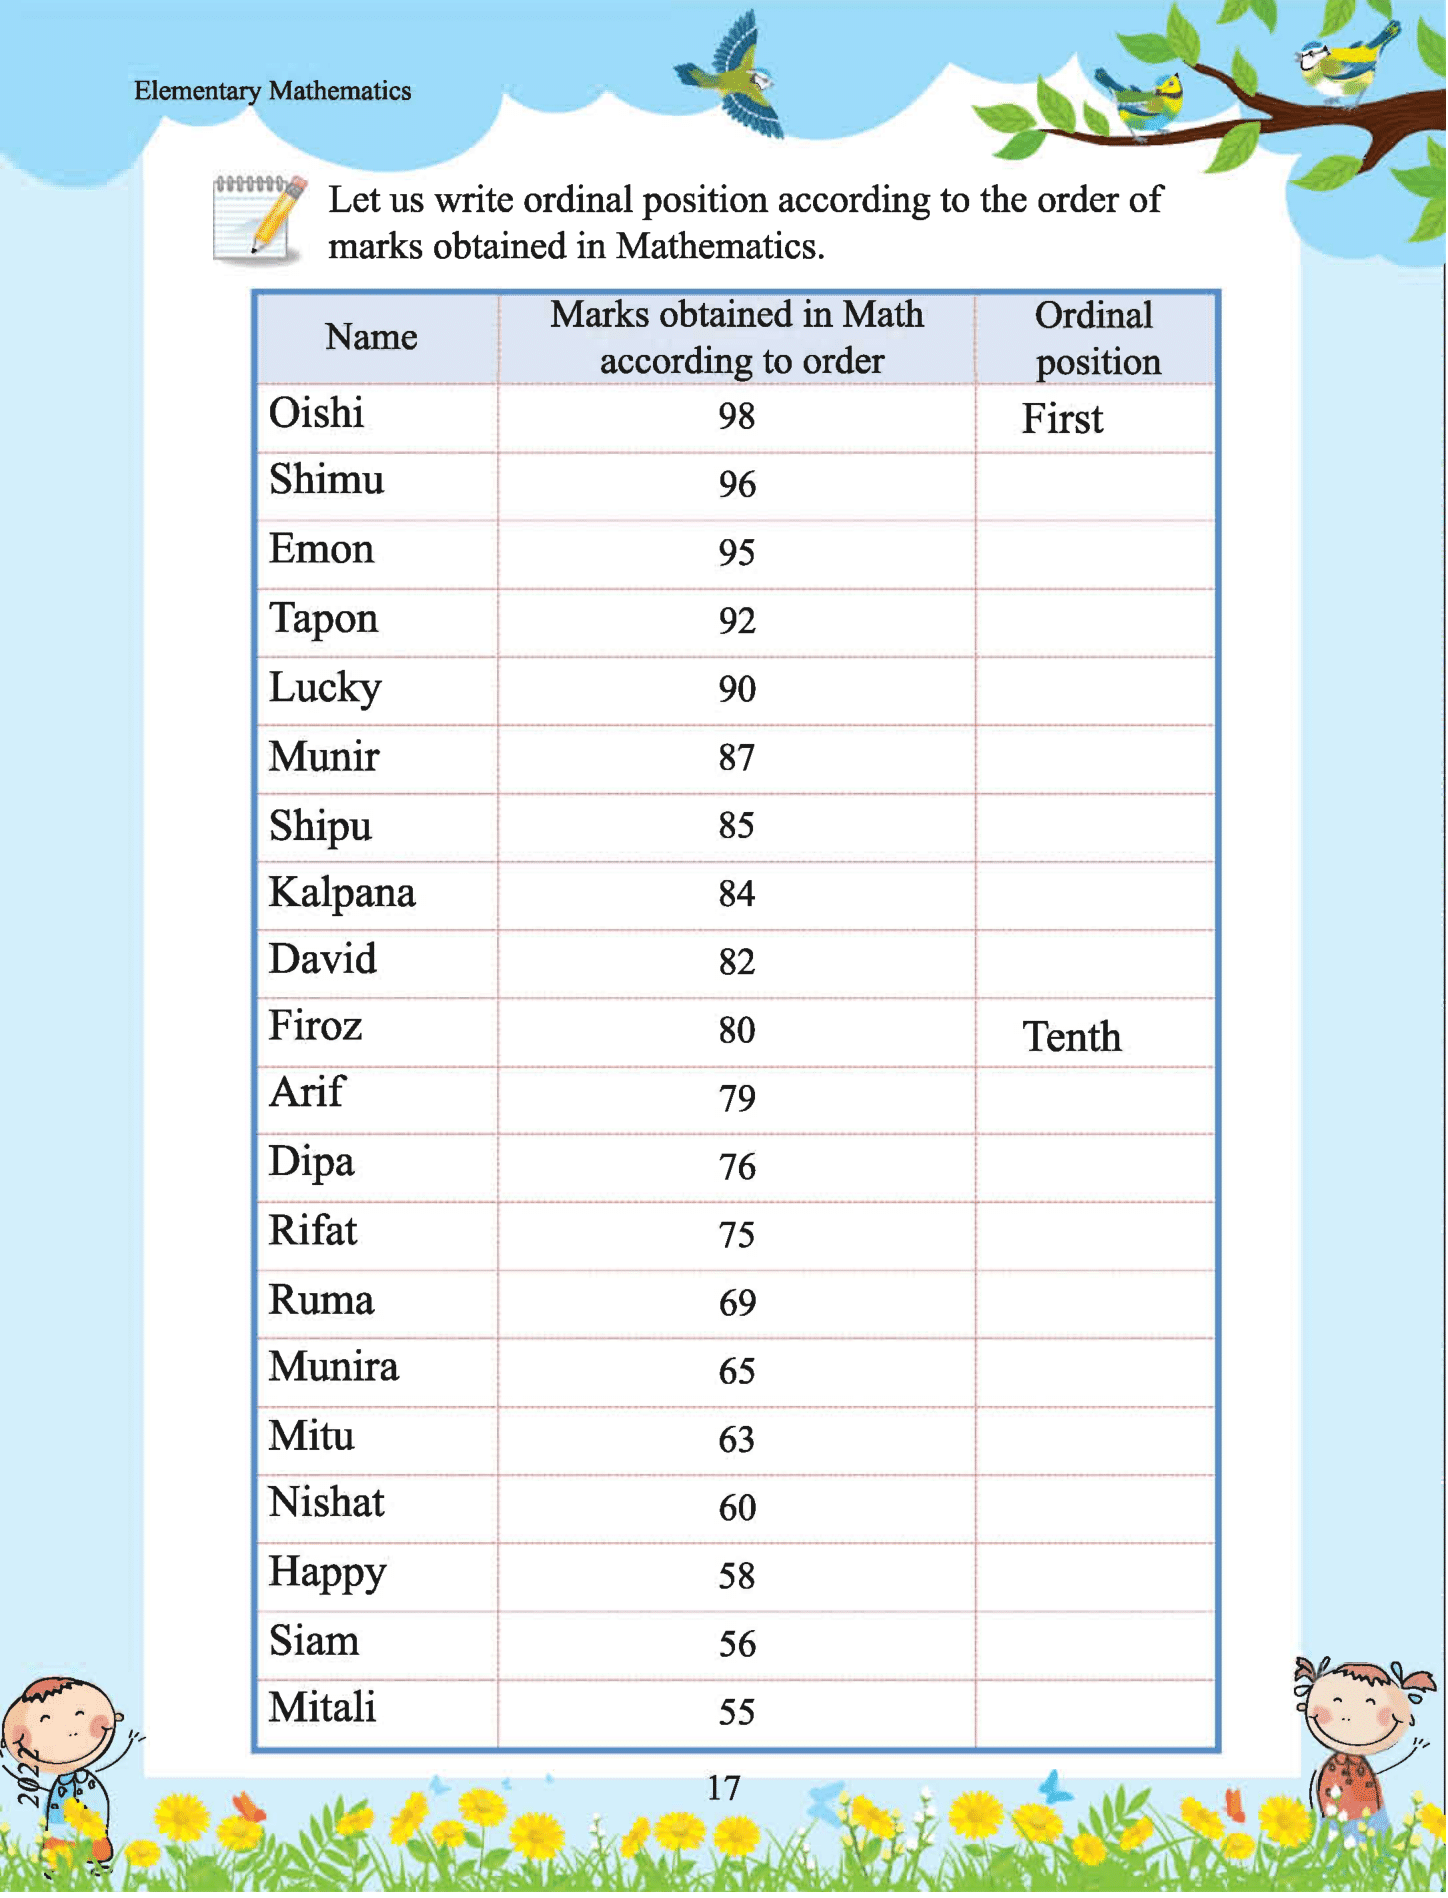 Elementary Mathematics
Let us write ordinal position according to the order of
marks obtained in Mathematics.
Name Marks obtained in Math according to order Ordinal position
Oishi 98 First
Shimu 96
Emon 95
Tapon 92
Lucky 90
Munir 87
Shipu 85
Kalpana 84
David 82
Firoz 80 Tenth
Arif 79
Dipa 76
Rifat 75
Ruma 69
Munira 65
Mitu 63
Nishat 60
Happy 58
Siam 56
Mitali 55
17
2022